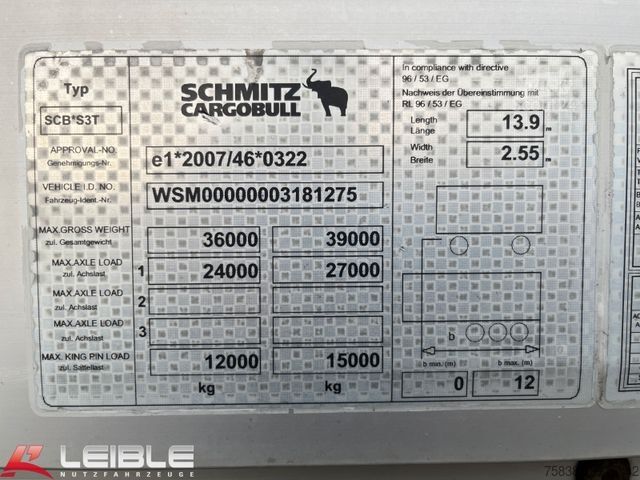 Typ
SCB*S3T
SCHMITZ
CARGOBULL
In compliance with directive
96 / 53 / EG
Nachweis der Übereinstimmung mit
RL 96 / 53 / EG
Length 13.9 m
Länge
Width 2.55 m
Breite
APPROVAL-NO. e1*2007/46*0322
Genehmigungs-Nr.
VEHICLE I.D. NO. WSM00000003181275
Fahrzeug-Ident.-Nr.
MAX.GROSS WEIGHT 36000 39000
zul. Gesamtgewicht
MAX.AXLE LOAD 1 24000 27000
zul. Achslast
MAX.AXLE LOAD 2
zul. Achslast
MAX.AXLE LOAD 3
zul. Achslast
MAX. KING PIN LOAD 12000 15000
zul. Sattellast
kg kg
b
b min. (m) b max. (m)
0 12
LEIBLE
NUTZFAHRZEUGE